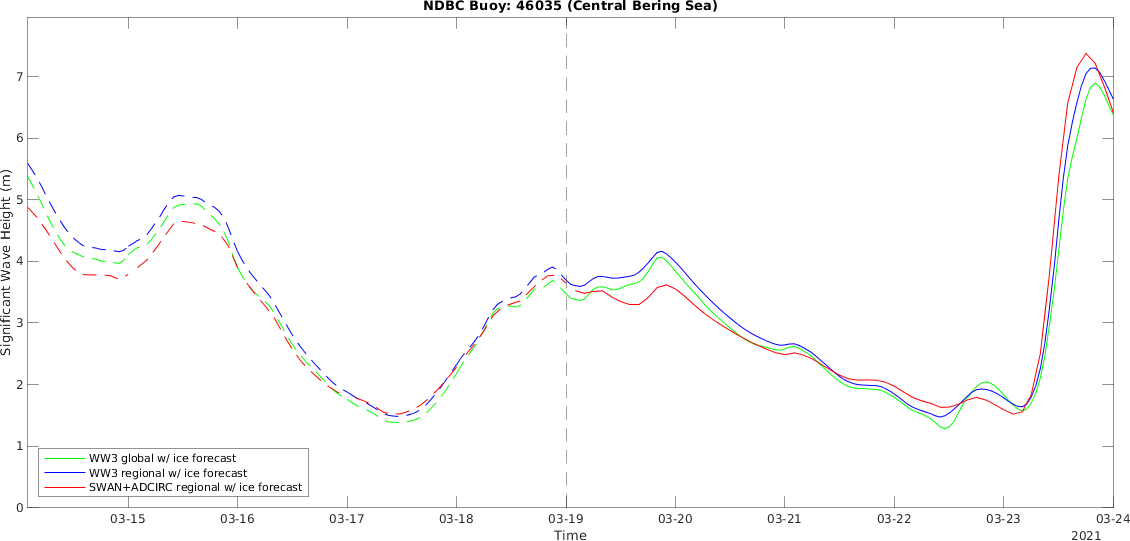 NDBC Buoy: 46035 (Central Bering Sea)
Significant Wave Height (m)
7
6
5
4
3
2
1
0
WW3 global w/ ice forecast
WW3 regional w/ ice forecast
SWAN+ADCIRC regional w/ ice forecast
03-15 03-16 03-17 03-18 03-19 03-20 03-21 03-22 03-23 03-24
Time
2021